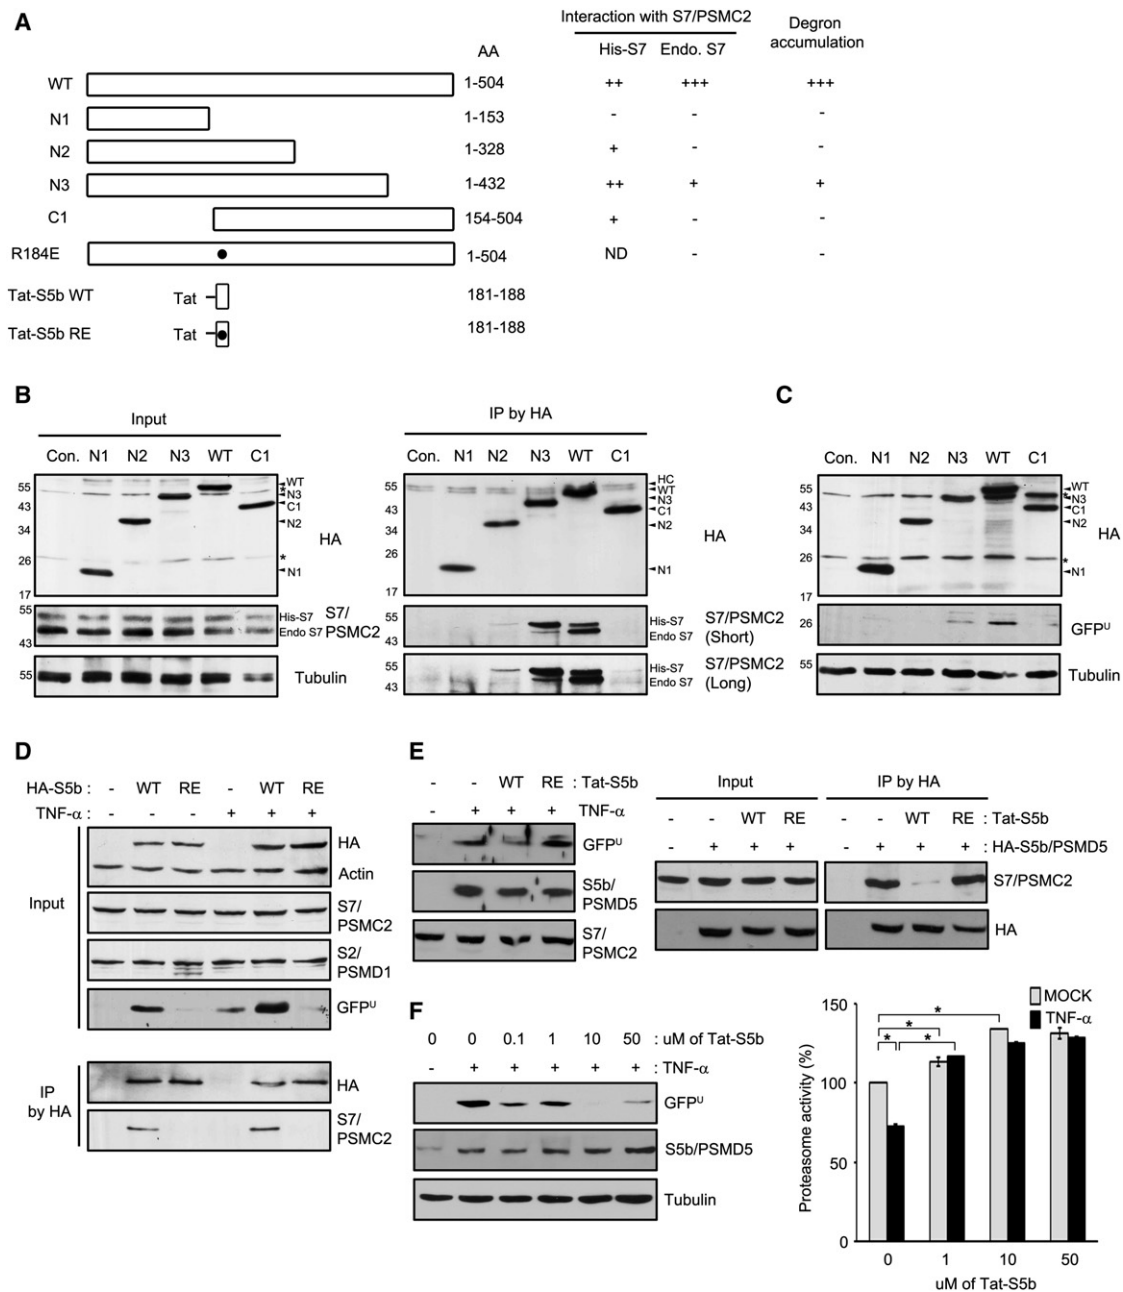 A
Interaction with S7/PSMC2
Degron accumulation
AA
His-S7 Endo. S7
WT 1-504 ++ +++ +++
N1 1-153 - - -
N2 1-328 + - -
N3 1-432 ++ + +
C1 154-504 + - -
R184E 1-504 ND - -
Tat-S5b WT Tat 181-188
Tat-S5b RE Tat 181-188
B
Input
Con. N1 N2 N3 WT C1
55
43
26
17
WT
*
N3
C1
N2
*
N1
HA
55
43
His-S7
Endo S7
S7/PSMC2
55
Tubulin
IP by HA
Con. N1 N2 N3 WT C1
55
43
34
26
17
HC
WT
N3
C1
N2
N1
HA
55
43
His-S7
Endo S7
S7/PSMC2 (Short)
55
43
His-S7
Endo S7
S7/PSMC2 (Long)
C
Con. N1 N2 N3 WT C1
55
43
34
26
17
WT
*
N3
C1
N2
*
N1
HA
26
GFPU
55
Tubulin
D
HA-S5b : - WT RE - WT RE
TNF-α : - - - + + +
Input
HA
Actin
S7/PSMC2
S2/PSMD1
GFPU
IP by HA
HA
S7/PSMC2
E
- - WT RE : Tat-S5b
- + + + TNF-α
GFPU
S5b/PSMD5
S7/PSMC2
Input
IP by HA
- - WT RE - - WT RE : Tat-S5b
- + + + - + + + : HA-S5b/PSMD5
S7/PSMC2
HA
F
0 0 0.1 1 10 50 : uM of Tat-S5b
- + + + + + : TNF-α
GFPU
S5b/PSMD5
Tubulin
MOCK
TNF-α
Proteasome activity (%)
150
100
50
0
*
*
*
*
0 1 10 50
uM of Tat-S5b